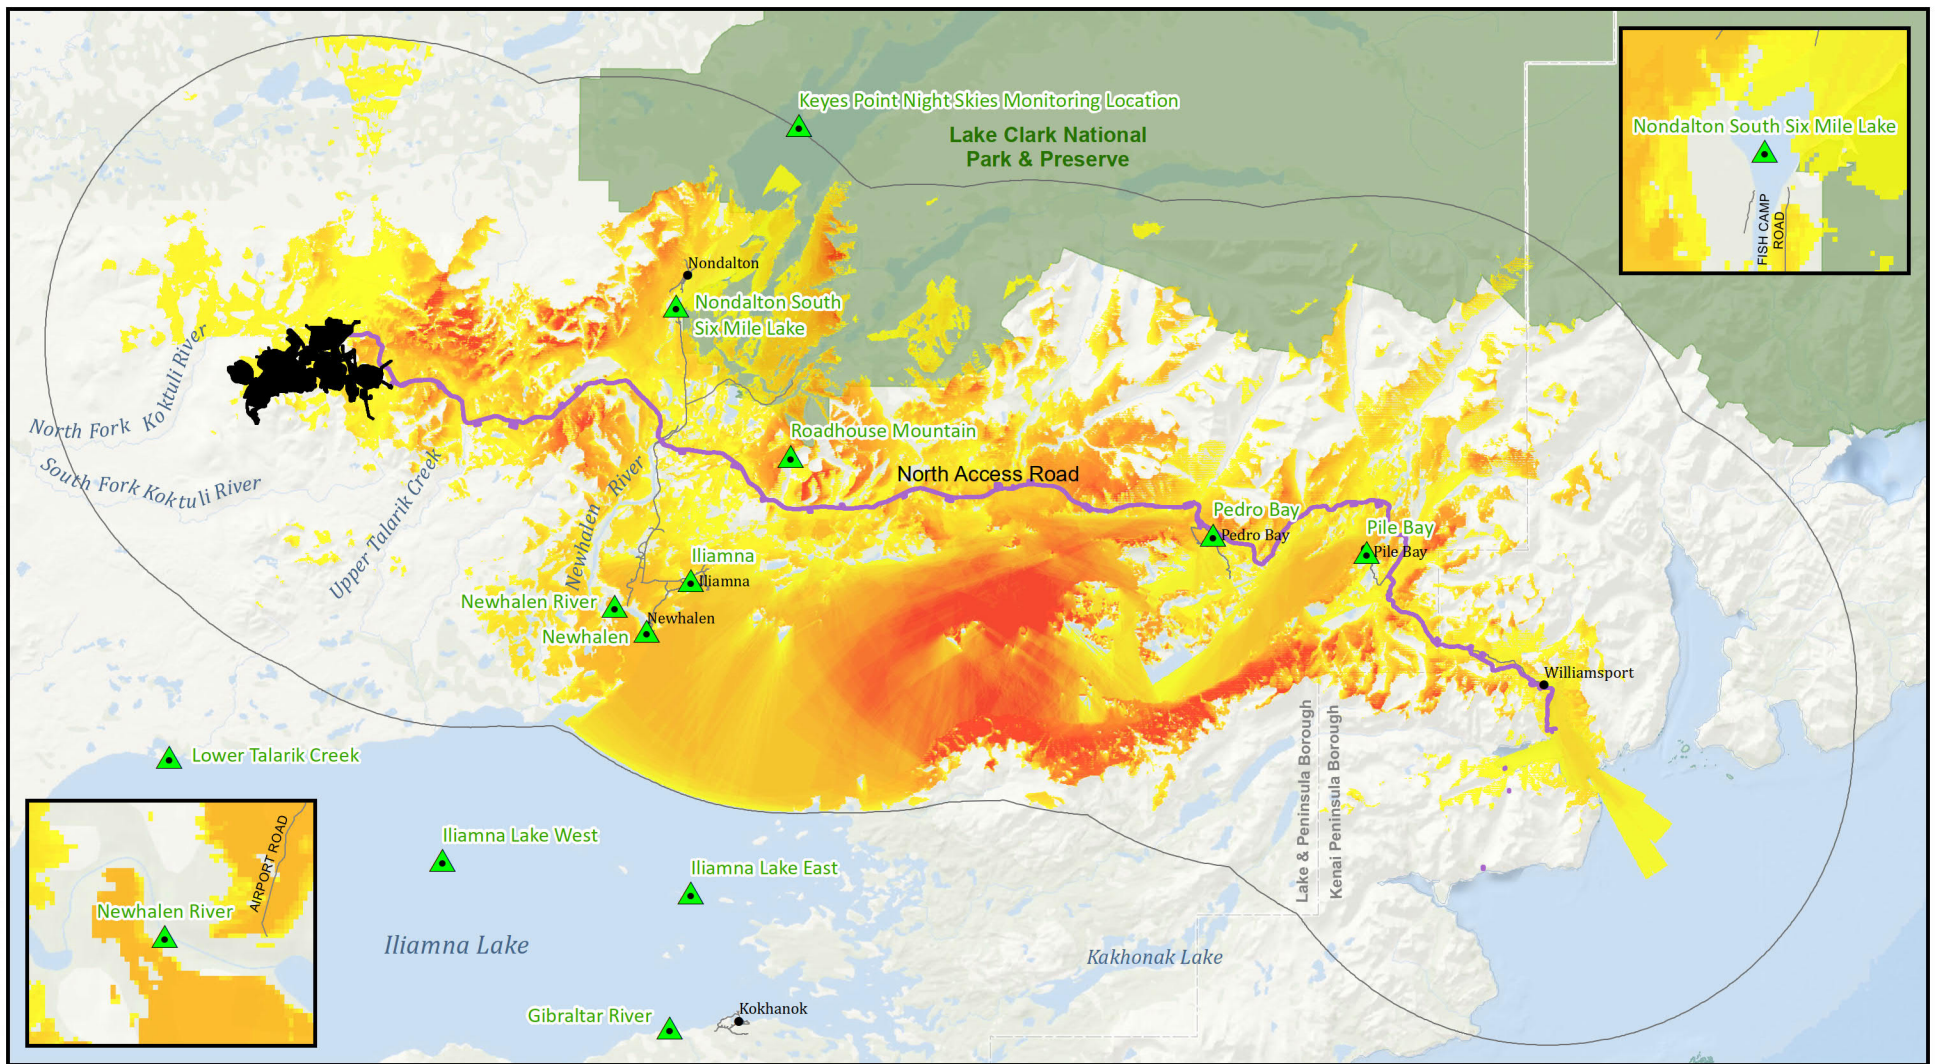 Keyes Point Night Skies Monitoring Location
Lake Clark National
Park & Preserve
Nondalton South Six Mile Lake
FISH CAMP
ROAD
Nondalton
Nondalton South
Six Mile Lake
North Fork Koktuli River
South Fork Koktuli River
Upper Talarik Creek
Newhalen River
Roadhouse Mountain
North Access Road
Pedro Bay
Pedro Bay
Pile Bay
Pile Bay
Iliamna
Iliamna
Newhalen River
Newhalen
Newhalen
Williamsport
Lake & Peninsula Borough
Kenai Peninsula Borough
Lower Talarik Creek
Iliamna Lake West
Iliamna Lake East
Iliamna Lake
Kakhonak Lake
Gibraltar River
Kokhanok
AIRPORT ROAD
Newhalen River